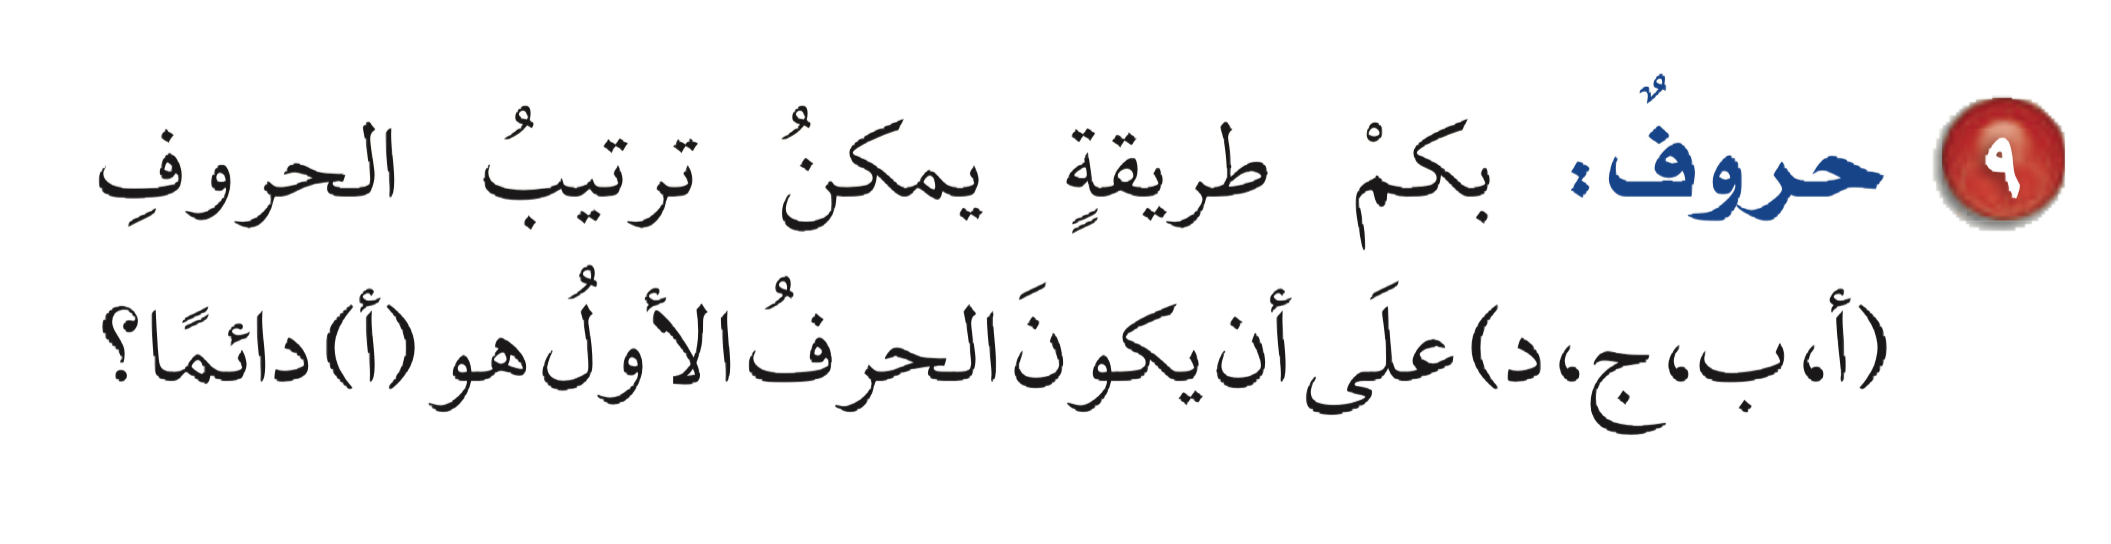 ٩ حروفٌ: بكمْ طريقةٍ يمكنُ ترتيبُ الحروفِ
(أ، ب، ج، د) علَى أن يكونَ الحرفُ الأولُ هو (أ) دائمًا؟